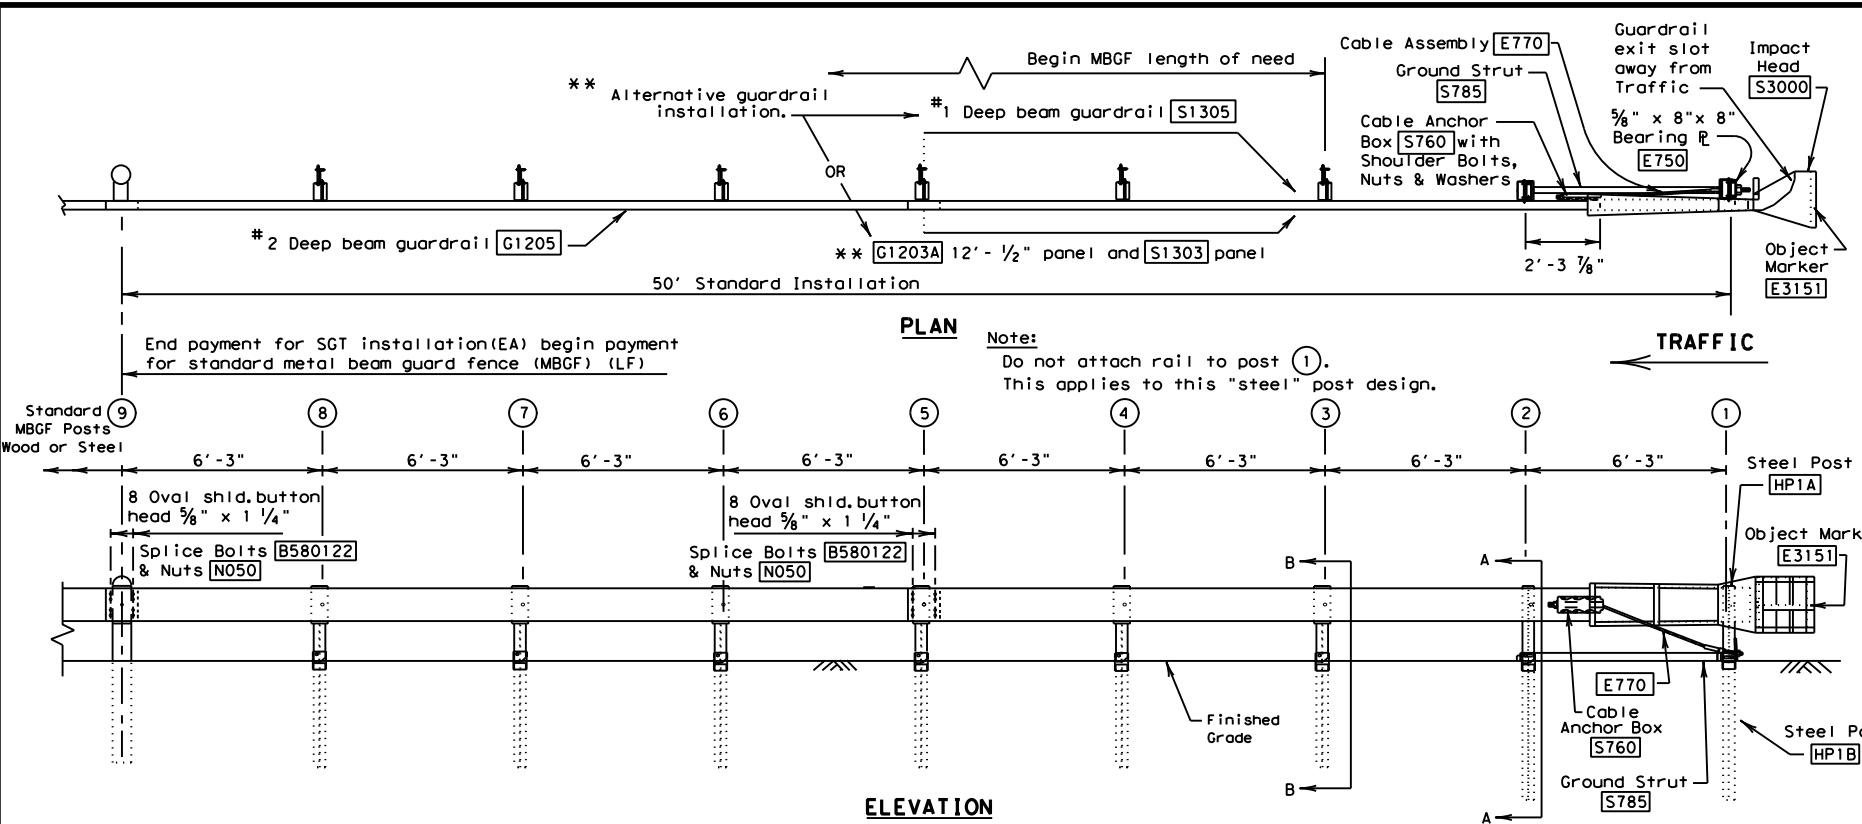 Begin MBGF length of need
** Alternative guardrail
installation.
OR
#1 Deep beam guardrail S1305
Cable Assembly E770
Ground Strut
S785
Cable Anchor
Box S760 with
Shoulder Bolts,
Nuts & Washers
Guardrail
exit slot
away from
Traffic
Impact
Head
S3000
5/8" x 8"x 8"
Bearing PL
E750
#2 Deep beam guardrail G1205
** G1203A 12'- 1/2" panel and S1303 panel
2'-3 7/8"
Object
Marker
E3151
50' Standard Installation
PLAN
End payment for SGT installation(EA) begin payment
for standard metal beam guard fence (MBGF) (LF)
Note:
Do not attach rail to post 1.
This applies to this "steel" post design.
TRAFFIC
Standard
MBGF Posts
Wood or Steel
9 8 7 6 5 4 3 2 1
6'-3" 6'-3" 6'-3" 6'-3" 6'-3" 6'-3" 6'-3" 6'-3"
8 Oval shld.button
head 5/8" x 1 1/4"
Splice Bolts B580122
& Nuts N050
8 Oval shld.button
head 5/8" x 1 1/4"
Splice Bolts B580122
& Nuts N050
B
A
Steel Post
HP1A
Object Mark
E3151
E770
Cable
Anchor Box
S760
Finished
Grade
Steel Po
HP1B
Ground Strut
S785
B
A
ELEVATION